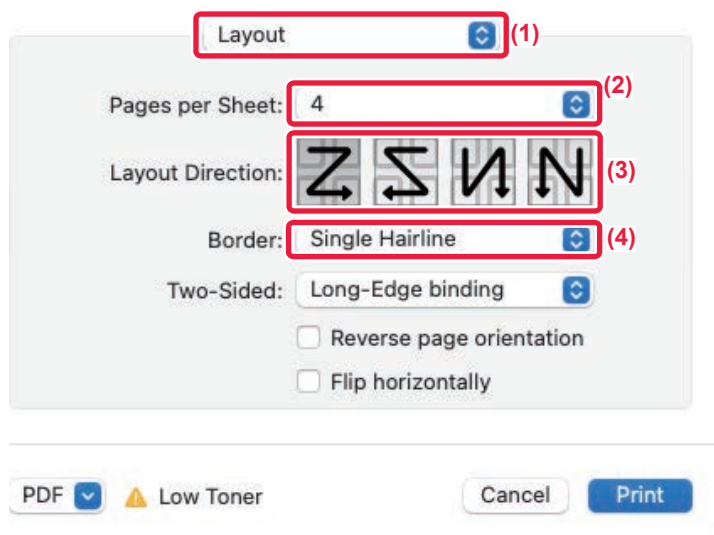 Layout (1)
Pages per Sheet: 4 (2)
Layout Direction: (3)
Border: Single Hairline (4)
Two-Sided: Long-Edge binding
Reverse page orientation
Flip horizontally
PDF Low Toner Cancel Print